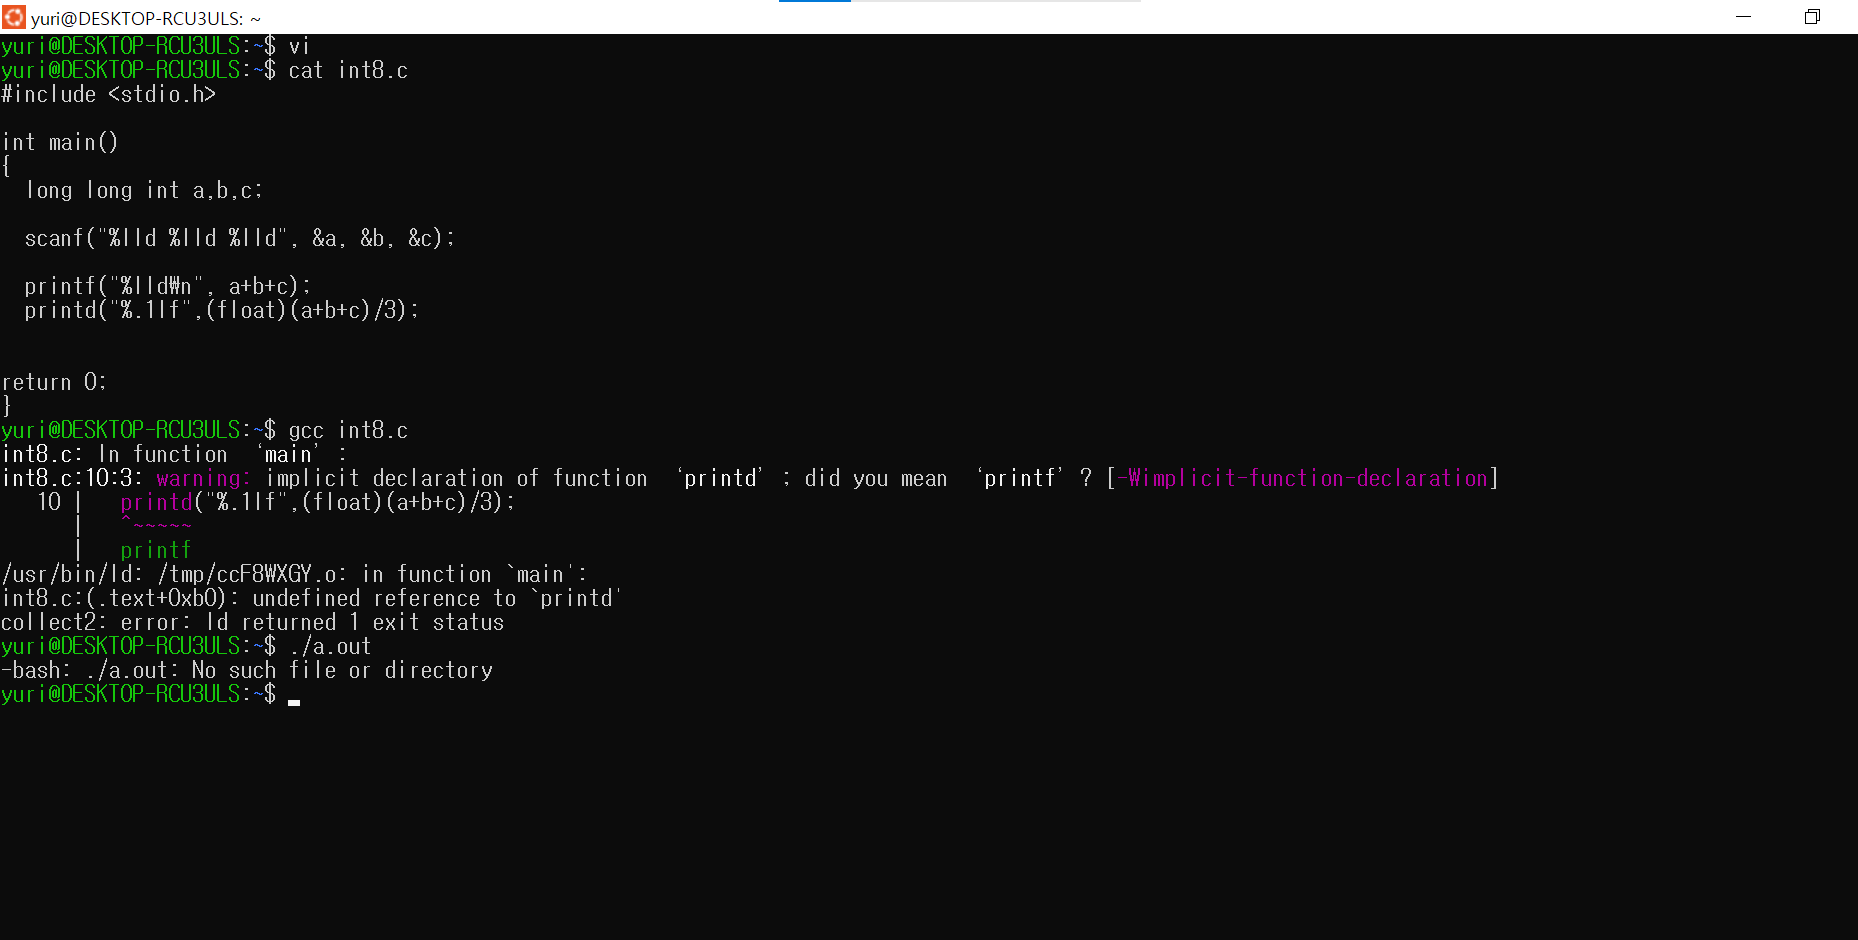 yuri@DESKTOP-RCU3ULS: ~
yuri@DESKTOP-RCU3ULS:~$ vi
yuri@DESKTOP-RCU3ULS:~$ cat int8.c
#include <stdio.h>
int main()
{
  long long int a,b,c;
  scanf("%lld %lld %lld", &a, &b, &c);
  printf("%lld₩n", a+b+c);
  printd("%.1lf",(float)(a+b+c)/3);
return 0;
}
yuri@DESKTOP-RCU3ULS:~$ gcc int8.c
int8.c: In function ‘main’:
int8.c:10:3: warning: implicit declaration of function ‘printd’; did you mean ‘printf’? [-Wimplicit-function-declaration]
   10 |   printd("%.1lf",(float)(a+b+c)/3);
      |   ^~~~~~
      |   printf
/usr/bin/ld: /tmp/ccF8WXGY.o: in function `main':
int8.c:(.text+0xb0): undefined reference to `printd'
collect2: error: ld returned 1 exit status
yuri@DESKTOP-RCU3ULS:~$ ./a.out
-bash: ./a.out: No such file or directory
yuri@DESKTOP-RCU3ULS:~$